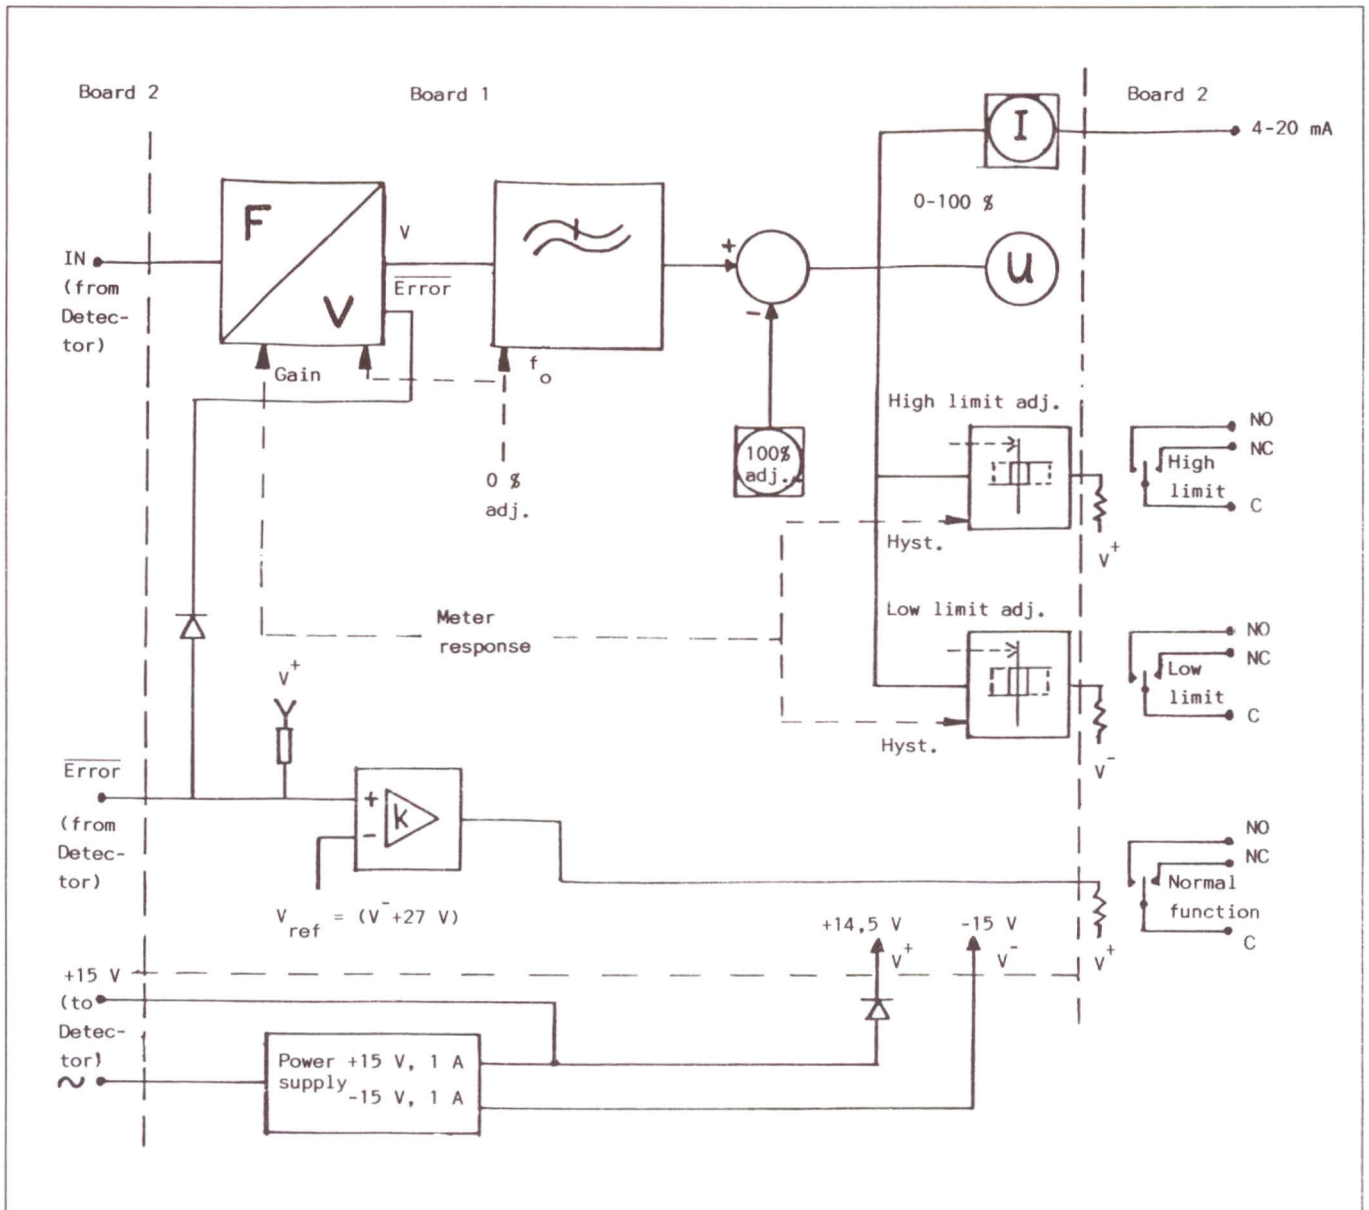 Board 2
Board 1
Board 2
I
4-20 mA
0-100 %
F
V
V
Error
IN
(from
Detec-
tor)
+
-
U
Gain
fo
0 %
adj.
100%
adj.
High limit adj.
Hyst.
NO
NC
High
limit
C
V+
Meter
response
Low limit adj.
Hyst.
NO
NC
Low
limit
C
V-
V+
Error
(from
Detec-
tor)
+
-
k
Vref = (V-+27 V)
NO
NC
Normal
function
C
V+
+14,5 V
V+
-15 V
V-
+15 V
(to
Detec-
tor)
~
Power +15 V, 1 A
supply
-15 V, 1 A